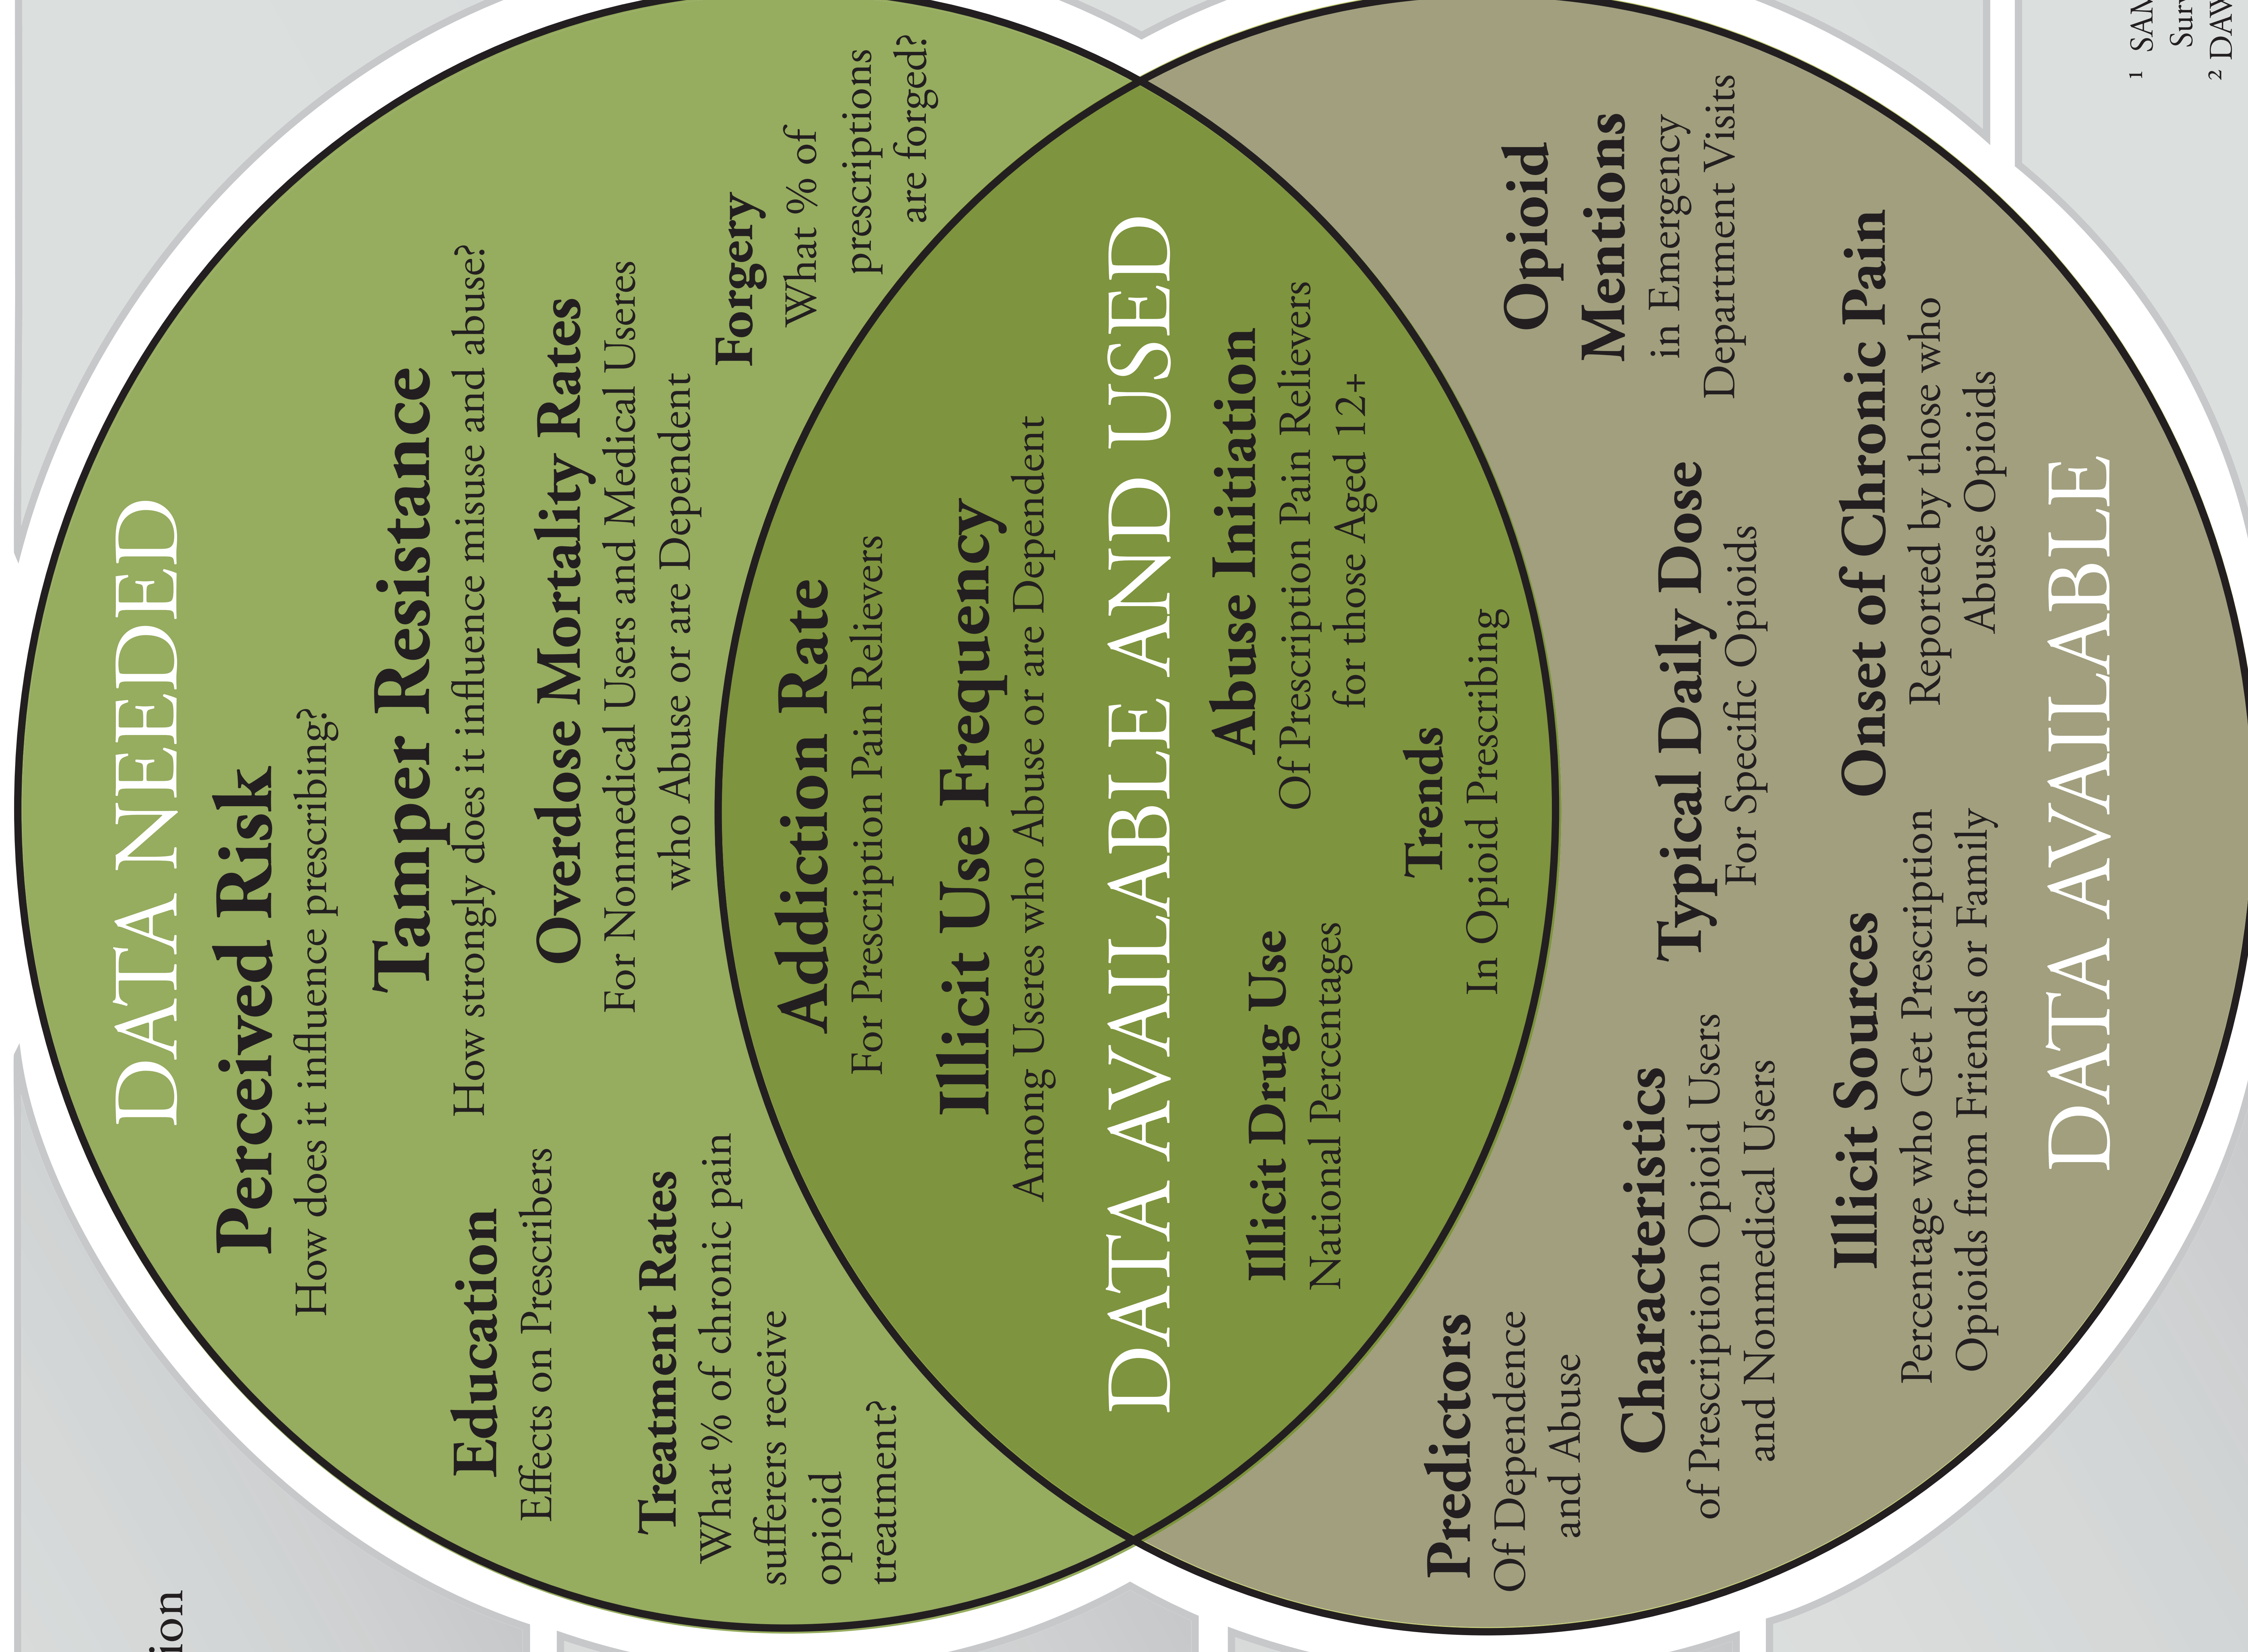 DATA NEEDED
Perceived Risk
How does it influence prescribing?
Tamper Resistance
How strongly does it influence misuse and abuse?
Education
Effects on Prescribers
Overdose Mortality Rates
For Nonmedical Users and Medical Useres
who Abuse or are Dependent
Treatment Rates
What % of chronic pain
sufferers receive
opioid
treatment?
Forgery
What % of
prescriptions
are forged?
Addiction Rate
For Prescription Pain Relievers
Illicit Use Frequency
Among Useres who Abuse or are Dependent
DATA AVAILABLE AND USED
Illicit Drug Use
National Percentages
Abuse Initiation
Of Prescription Pain Relievers
for those Aged 12+
Trends
In Opioid Prescribing
Predictors
Of Dependence
and Abuse
Opioid
Mentions
in Emergency
Department Visits
Characteristics
of Prescription Opioid Users
and Nonmedical Users
Typical Daily Dose
For Specific Opioids
Illicit Sources
Percentage who Get Prescription
Opioids from Friends or Family
Onset of Chronic Pain
Reported by those who
Abuse Opioids
DATA AVAILABLE
ion
1
2